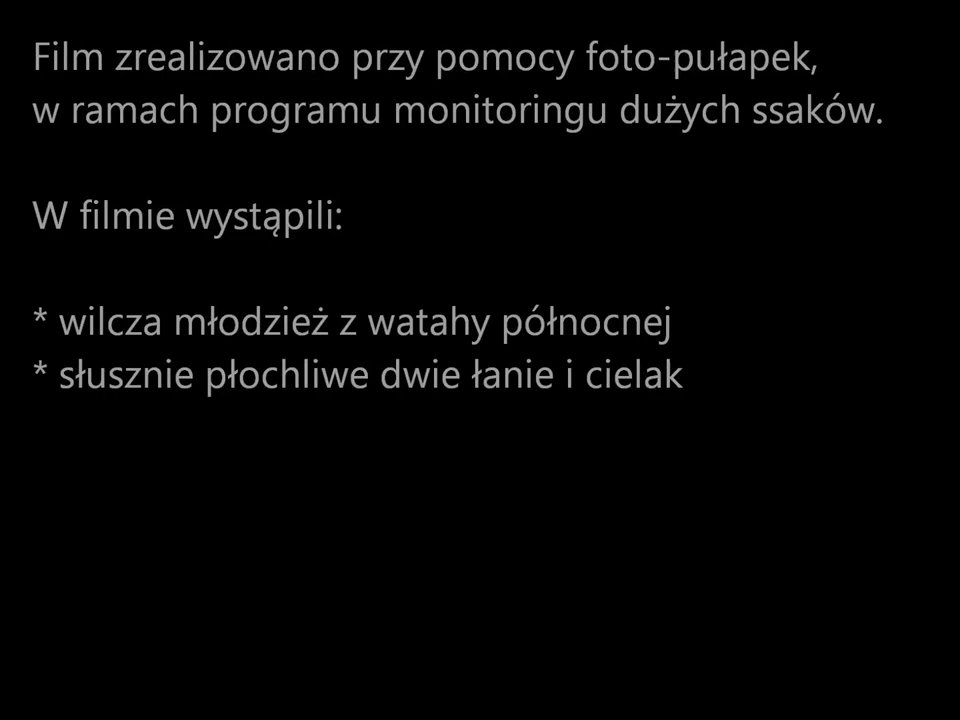 Film zrealizowano przy pomocy foto-pułapek,
w ramach programu monitoringu dużych ssaków.
W filmie wystąpili:
* wilcza młodzież z watahy północnej
* słusznie płochliwe dwie łanie i cielak